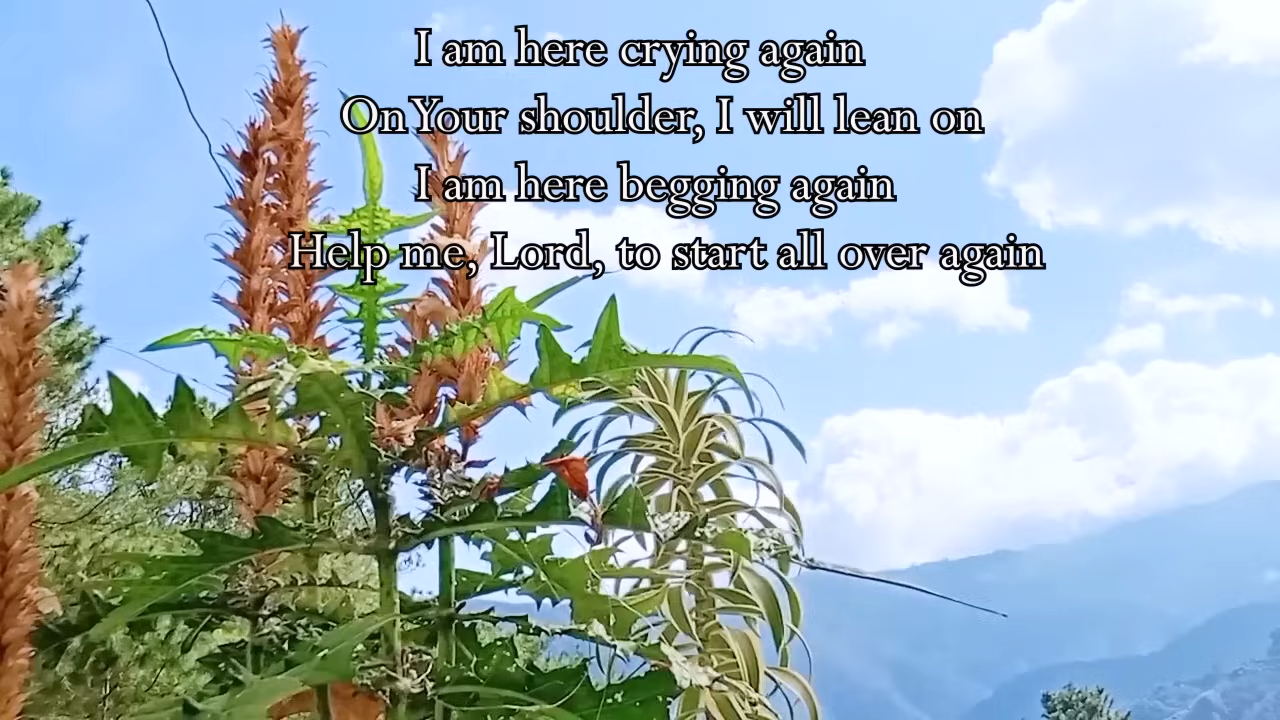 I am here crying again
On Your shoulder, I will lean on
I am here begging again
Help me, Lord, to start all over again